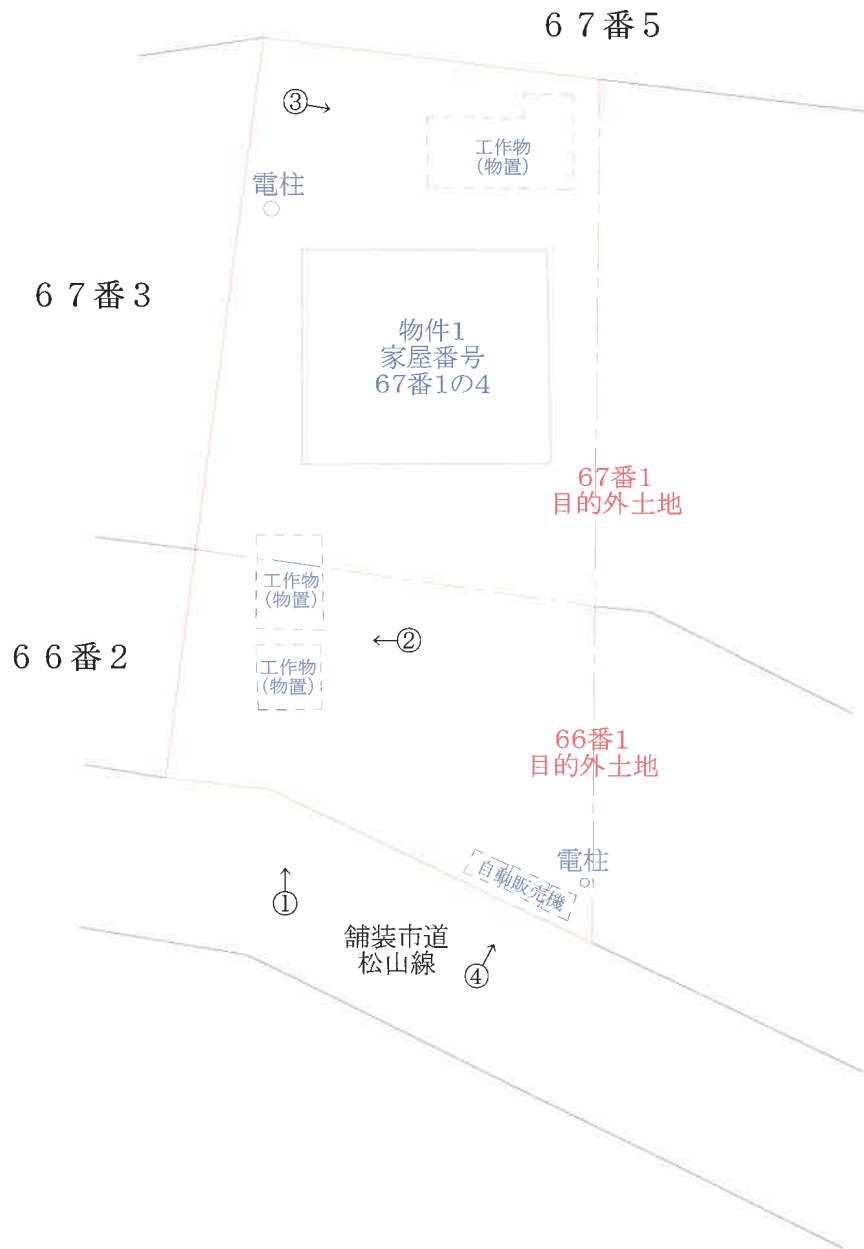 67番5
③→
工作物
(物置)
電柱
67番3
物件1
家屋番号
67番1の4
67番1
目的外土地
工作物
(物置)
←②
66番2
工作物
(物置)
66番1
目的外土地
電柱
自動販売機
↑
①
舗装市道
松山線
↗
④